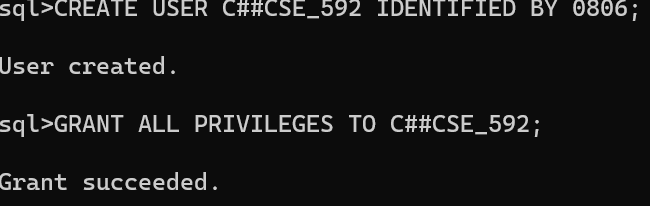 sql>CREATE USER C##CSE_592 IDENTIFIED BY 0806;
User created.
sql>GRANT ALL PRIVILEGES TO C##CSE_592;
Grant succeeded.